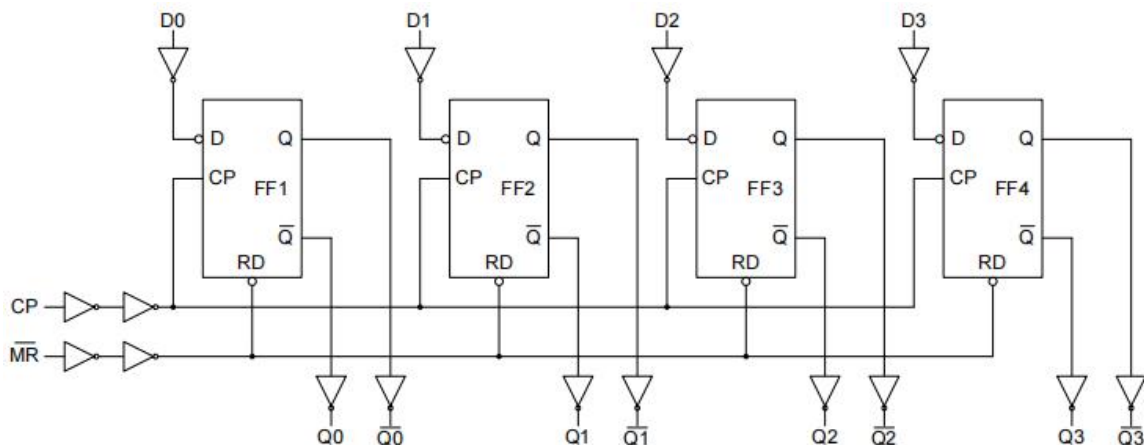 D0 D1 D2 D3
D Q D Q D Q D Q
CP FF1 CP FF2 CP FF3 CP FF4
Q̅ Q̅ Q̅ Q̅
RD RD RD RD
CP
M̅R̅
Q0 Q̅0̅ Q1 Q̅1̅ Q2 Q̅2̅ Q3 Q̅3̅